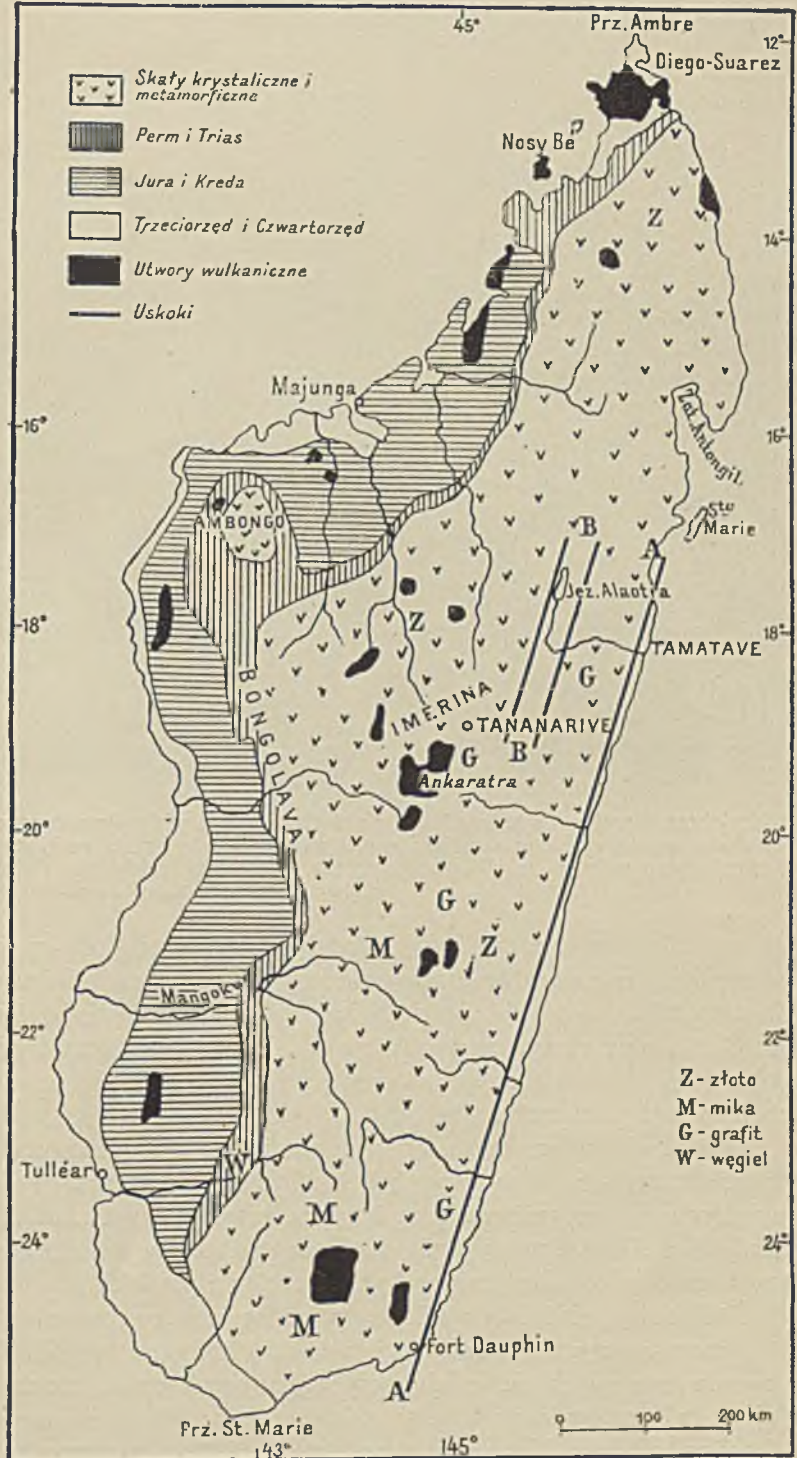 45°
Prz. Ambre
12°
Diego-Suarez
Skały krystaliczne i
metamorficzne
Perm i Trias
Nosy Bé
Jura i Kreda
Z
Trzeciorzęd i Czwartorzęd
14°
Utwory wulkaniczne
Uskoki
Majunga
16°
16°
Zat. Antongil.
Ste
Marie
AMBONGO
B
A
Jez. Alaotra
18°
Z
18°
TAMATAVE
G
BONGOLAVA
IMERINA
TANANARIVE
G
B
Ankaratra
20°
20°
G
M
Z
Mangoky
22°
22°
Z - złoto
M - mika
G - grafit
W - węgiel
Tulléar
W
M
G
24°
24°
M
Fort Dauphin
A
Prz. St. Marie
0 100 200 km
143°
145°